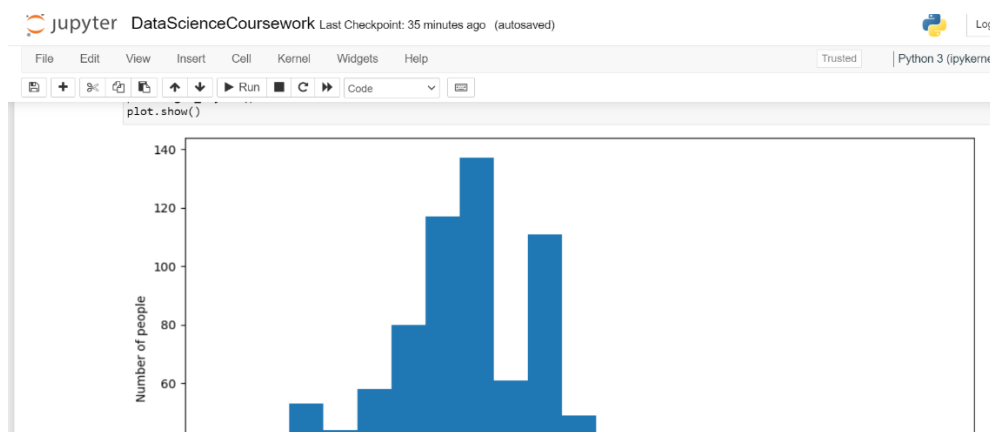 jupyter DataScienceCoursework Last Checkpoint: 35 minutes ago (autosaved)
File Edit View Insert Cell Kernel Widgets Help Trusted Python 3
Run Code
plot.show()
140
120
100
80
60
Number of people